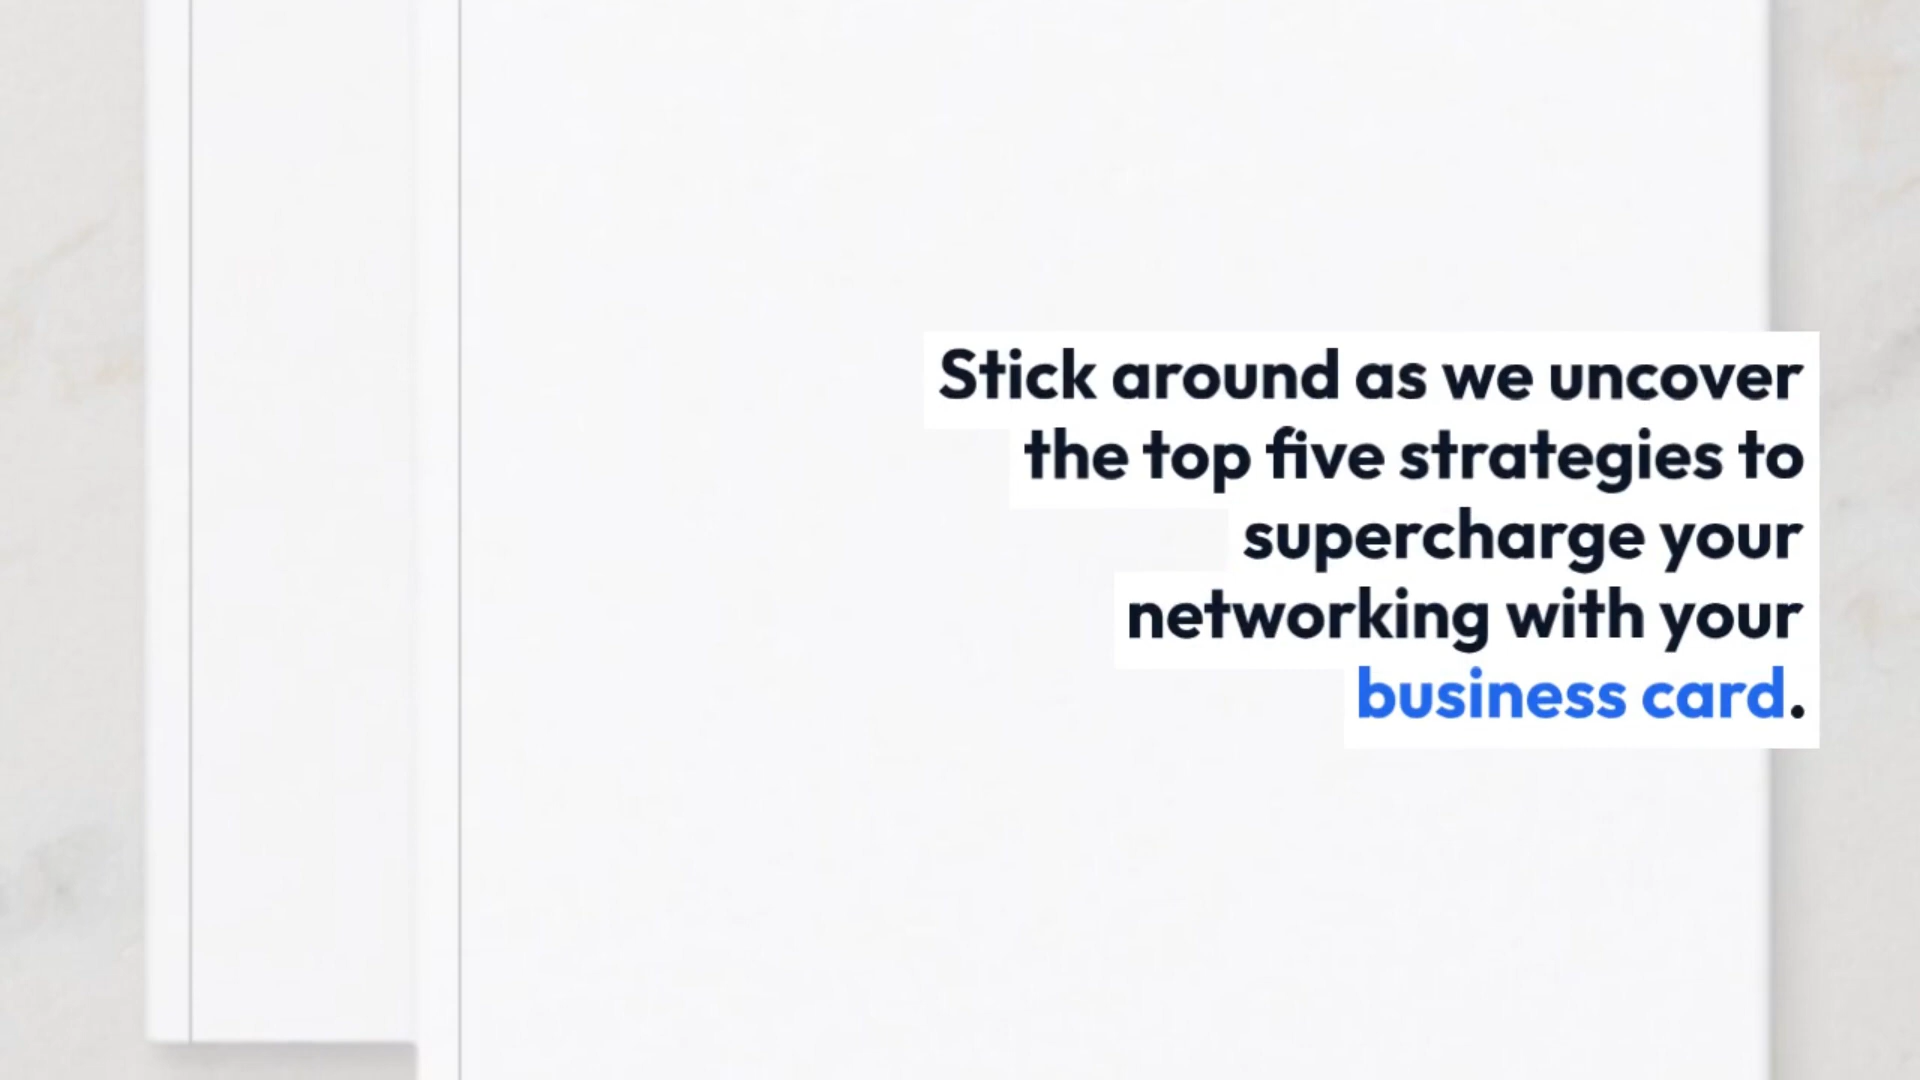 Stick around as we uncover
the top five strategies to
supercharge your
networking with your
business card.